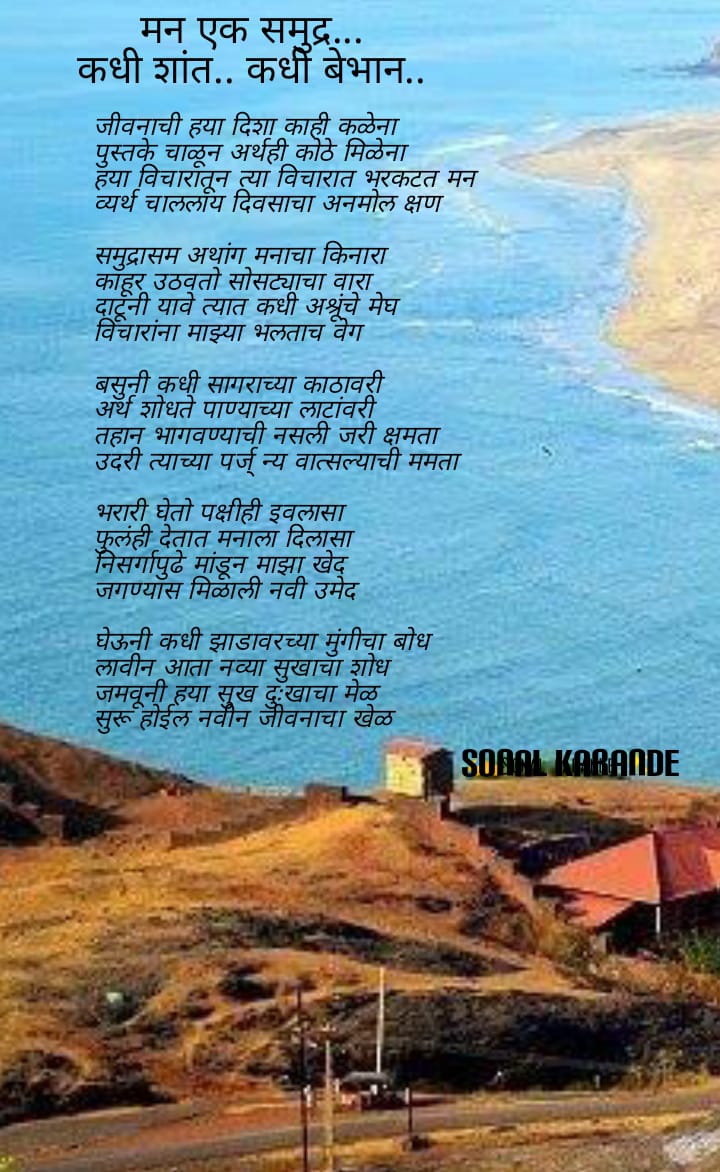 मन एक समुद्र...
कधी शांत.. कधी बेभान..
जीवनाची हया दिशा काही कळेना
पुस्तके चाळून अर्थही कोठे मिळेना
हया विचारातून त्या विचारात भरकटत मन
व्यर्थ चाललाय दिवसाचा अनमोल क्षण
समुद्रासम अथांग मनाचा किनारा
काहूर उठवतो सोसट्याचा वारा
दाटूनी यावे त्यात कधी अश्रूंचे मेघ
विचारांना माझ्या भलताच वेग
बसुनी कधी सागराच्या काठावरी
अर्थ शोधते पाण्याच्या लाटांवरी
तहान भागवण्याची नसली जरी क्षमता
उदरी त्याच्या पर्ज् न्य वात्सल्याची ममता
भरारी घेतो पक्षीही इवलासा
फुलंही देतात मनाला दिलासा
निसर्गापुढे मांडून माझा खेद
जगण्यास मिळाली नवी उमेद
घेऊनी कधी झाडावरच्या मुंगीचा बोध
लावीन आता नव्या सुखाचा शोध
जमवूनी हया सुख दुःखाचा मेळ
सुरू होईल नवीन जीवनाचा खेळ
SONAL KARANDE